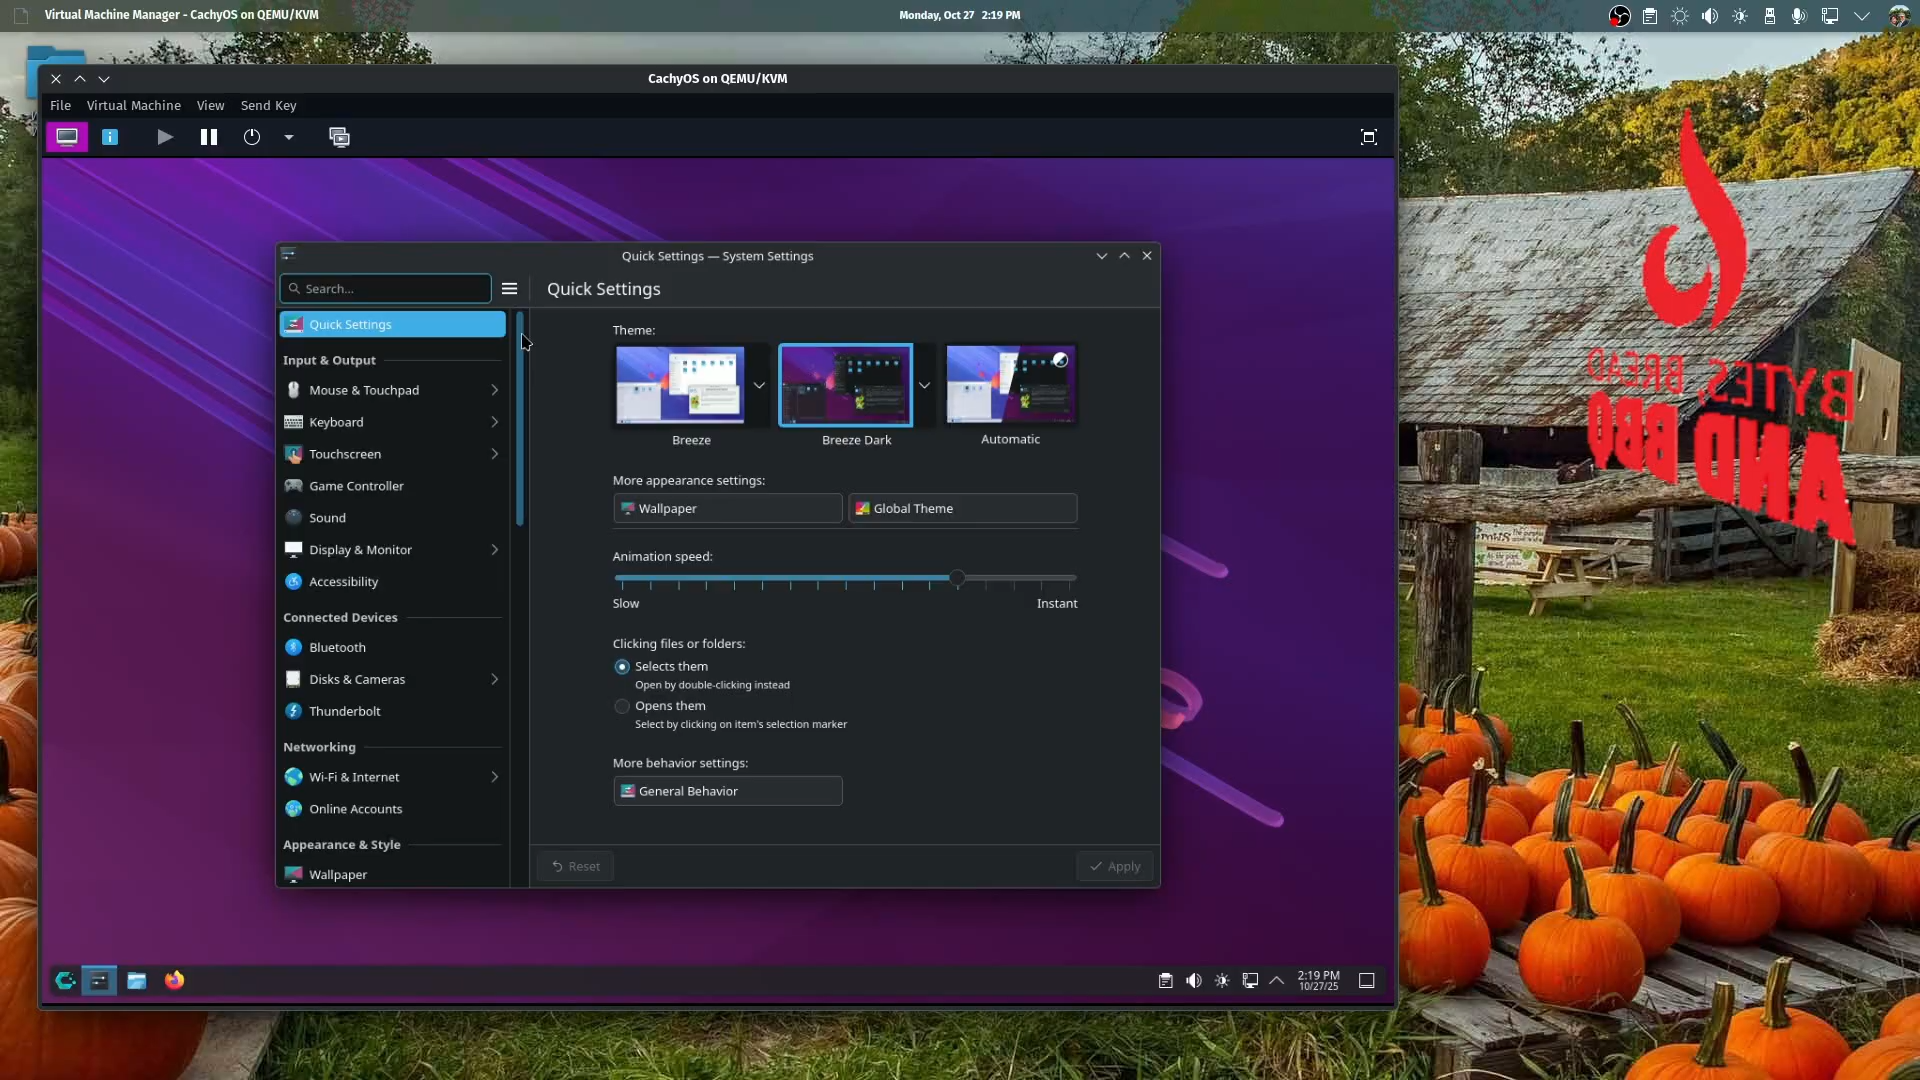 Virtual Machine Manager - CachyOS on QEMU/KVM
Monday, Oct 27 2:19 PM
CachyOS on QEMU/KVM
File Virtual Machine View Send Key
Quick Settings — System Settings
Search...
Quick Settings
Quick Settings
Input & Output
Mouse & Touchpad
Keyboard
Touchscreen
Game Controller
Sound
Display & Monitor
Accessibility
Connected Devices
Bluetooth
Disks & Cameras
Thunderbolt
Networking
Wi-Fi & Internet
Online Accounts
Appearance & Style
Wallpaper
Theme:
Breeze
Breeze Dark
Automatic
More appearance settings:
Wallpaper
Global Theme
Animation speed:
Slow
Instant
Clicking files or folders:
Selects them
Open by double-clicking instead
Opens them
Select by clicking on item's selection marker
More behavior settings:
General Behavior
Reset
Apply
2:19 PM
10/27/25
BYTES, BREAD
AND BBQ